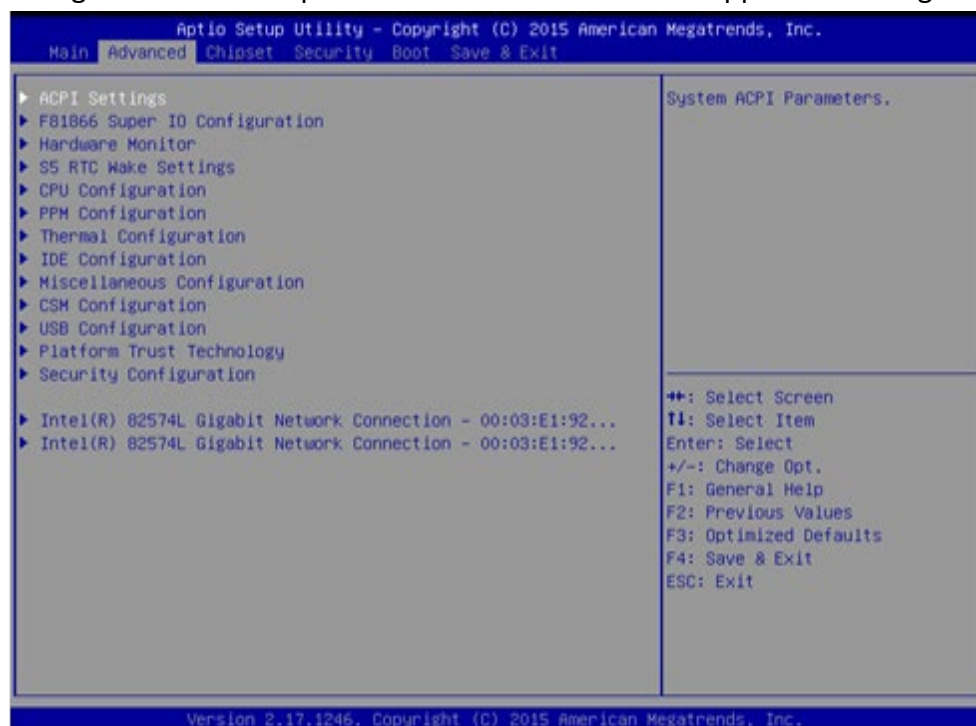 Aptio Setup Utility – Copyright (C) 2015 American Megatrends, Inc.
Main Advanced Chipset Security Boot Save & Exit
ACPI Settings
F81866 Super IO Configuration
Hardware Monitor
S5 RTC Wake Settings
CPU Configuration
PPM Configuration
Thermal Configuration
IDE Configuration
Miscellaneous Configuration
CSM Configuration
USB Configuration
Platform Trust Technology
Security Configuration
Intel(R) 82574L Gigabit Network Connection - 00:03:E1:92...
Intel(R) 82574L Gigabit Network Connection - 00:03:E1:92...
System ACPI Parameters.
→←: Select Screen
↑↓: Select Item
Enter: Select
+/-: Change Opt.
F1: General Help
F2: Previous Values
F3: Optimized Defaults
F4: Save & Exit
ESC: Exit
Version 2.17.1246. Copyright (C) 2015 American Megatrends, Inc.